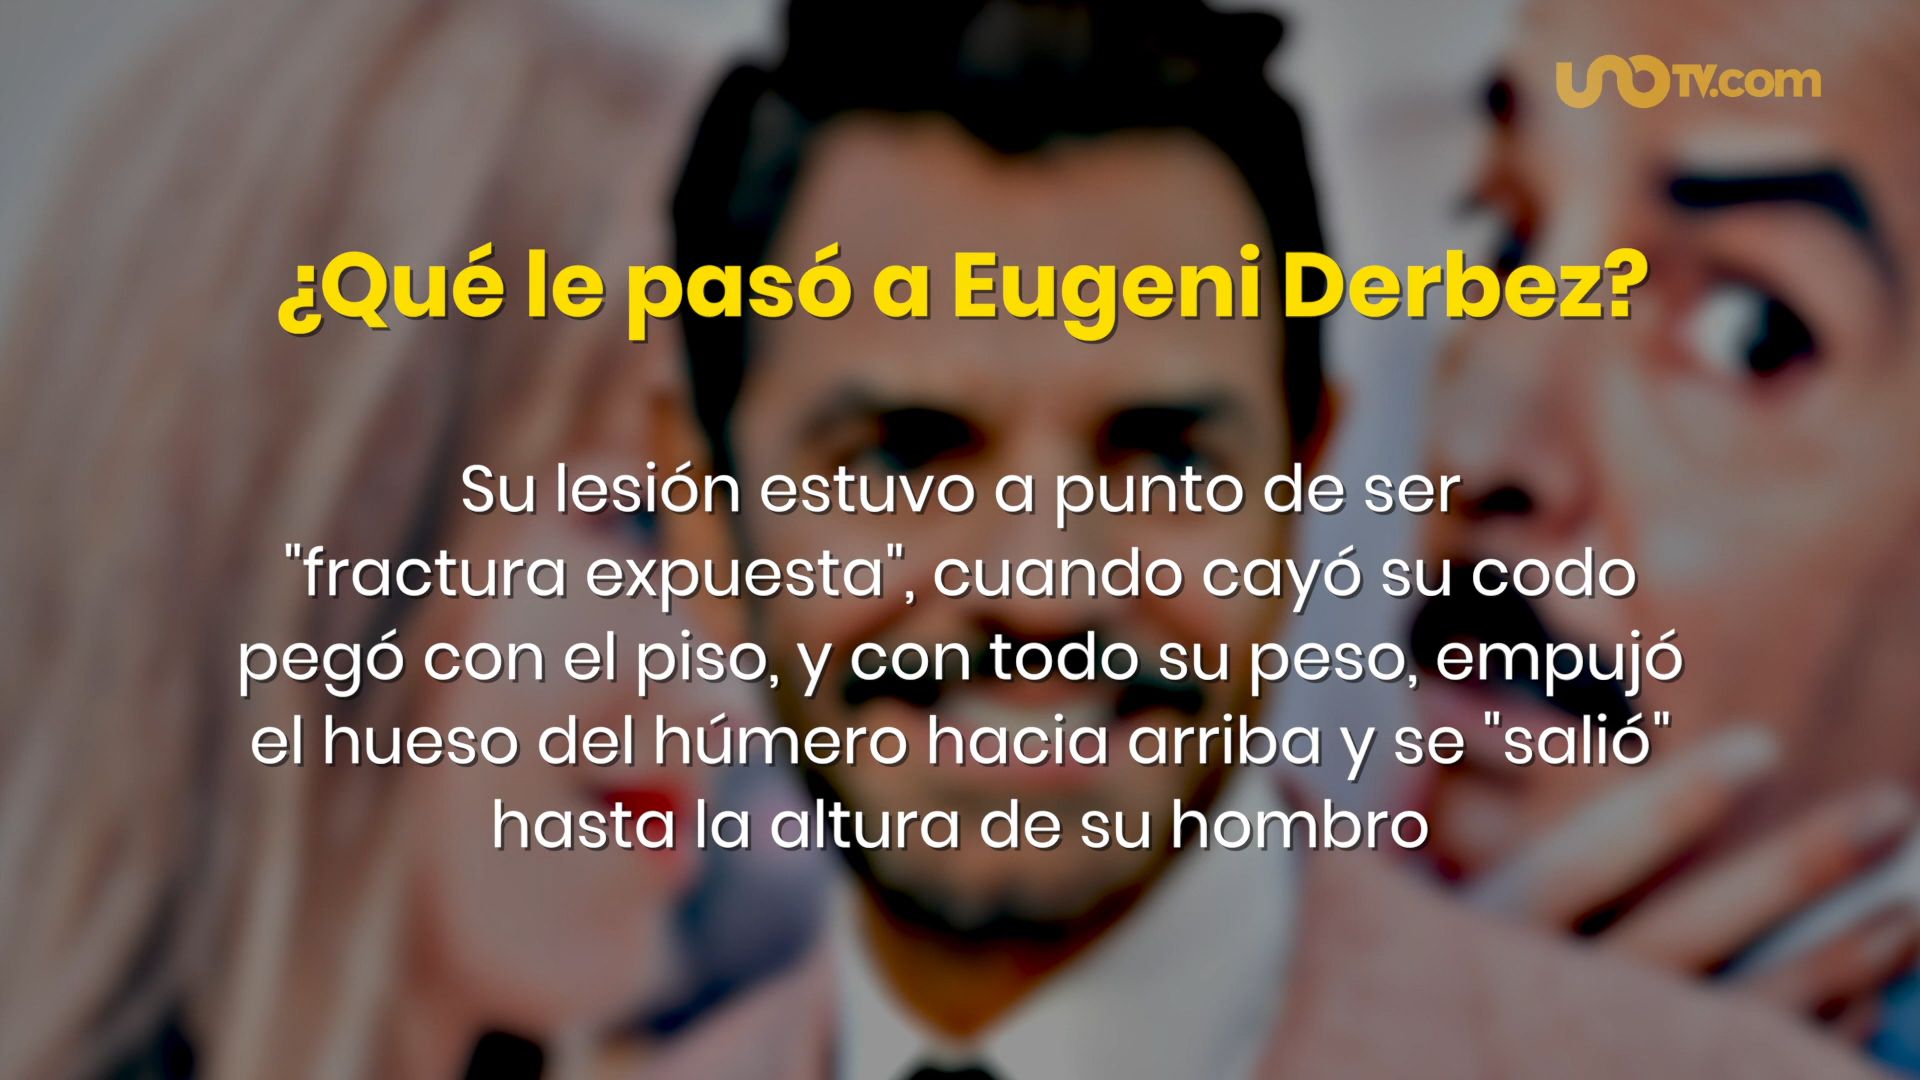 UNOTV.com
¿Qué le pasó a Eugeni Derbez?
Su lesión estuvo a punto de ser
"fractura expuesta", cuando cayó su codo
pegó con el piso, y con todo su peso, empujó
el hueso del húmero hacia arriba y se "salió"
hasta la altura de su hombro